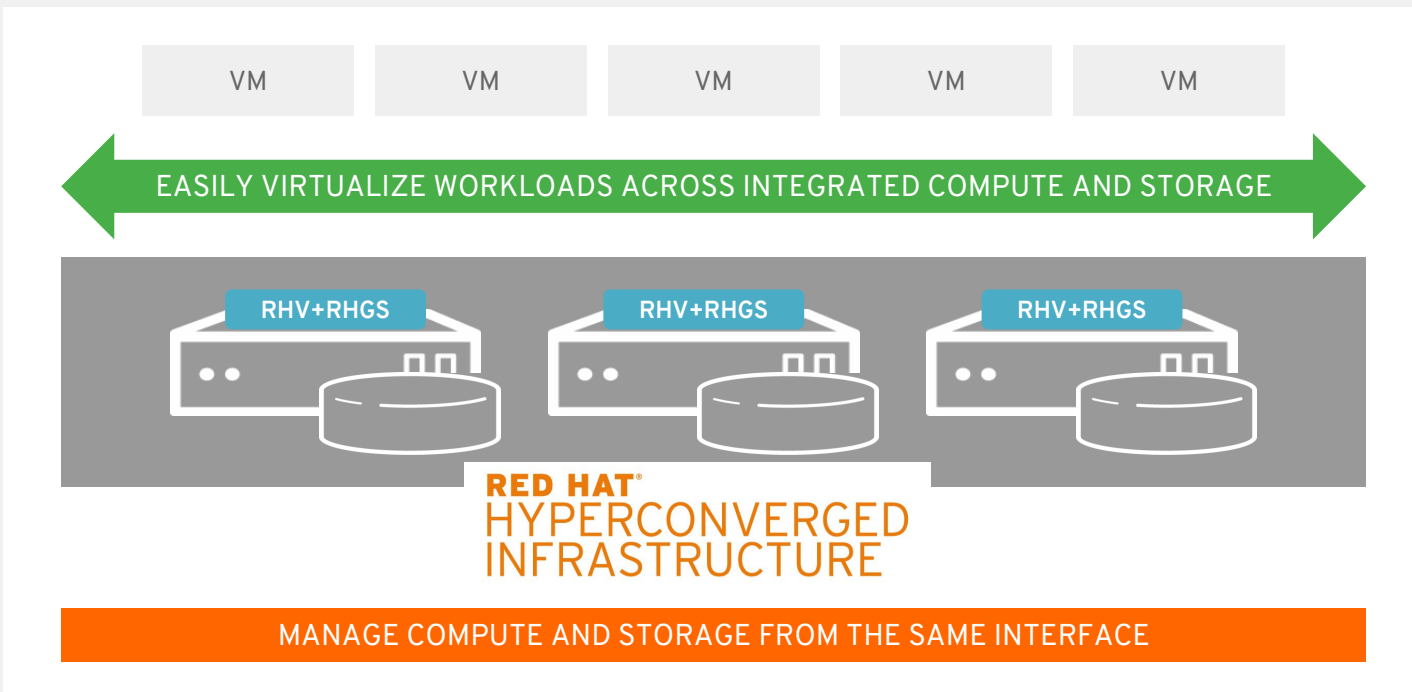 VM VM VM VM VM
EASILY VIRTUALIZE WORKLOADS ACROSS INTEGRATED COMPUTE AND STORAGE
RHV+RHGS RHV+RHGS RHV+RHGS
RED HAT®
HYPERCONVERGED
INFRASTRUCTURE
MANAGE COMPUTE AND STORAGE FROM THE SAME INTERFACE